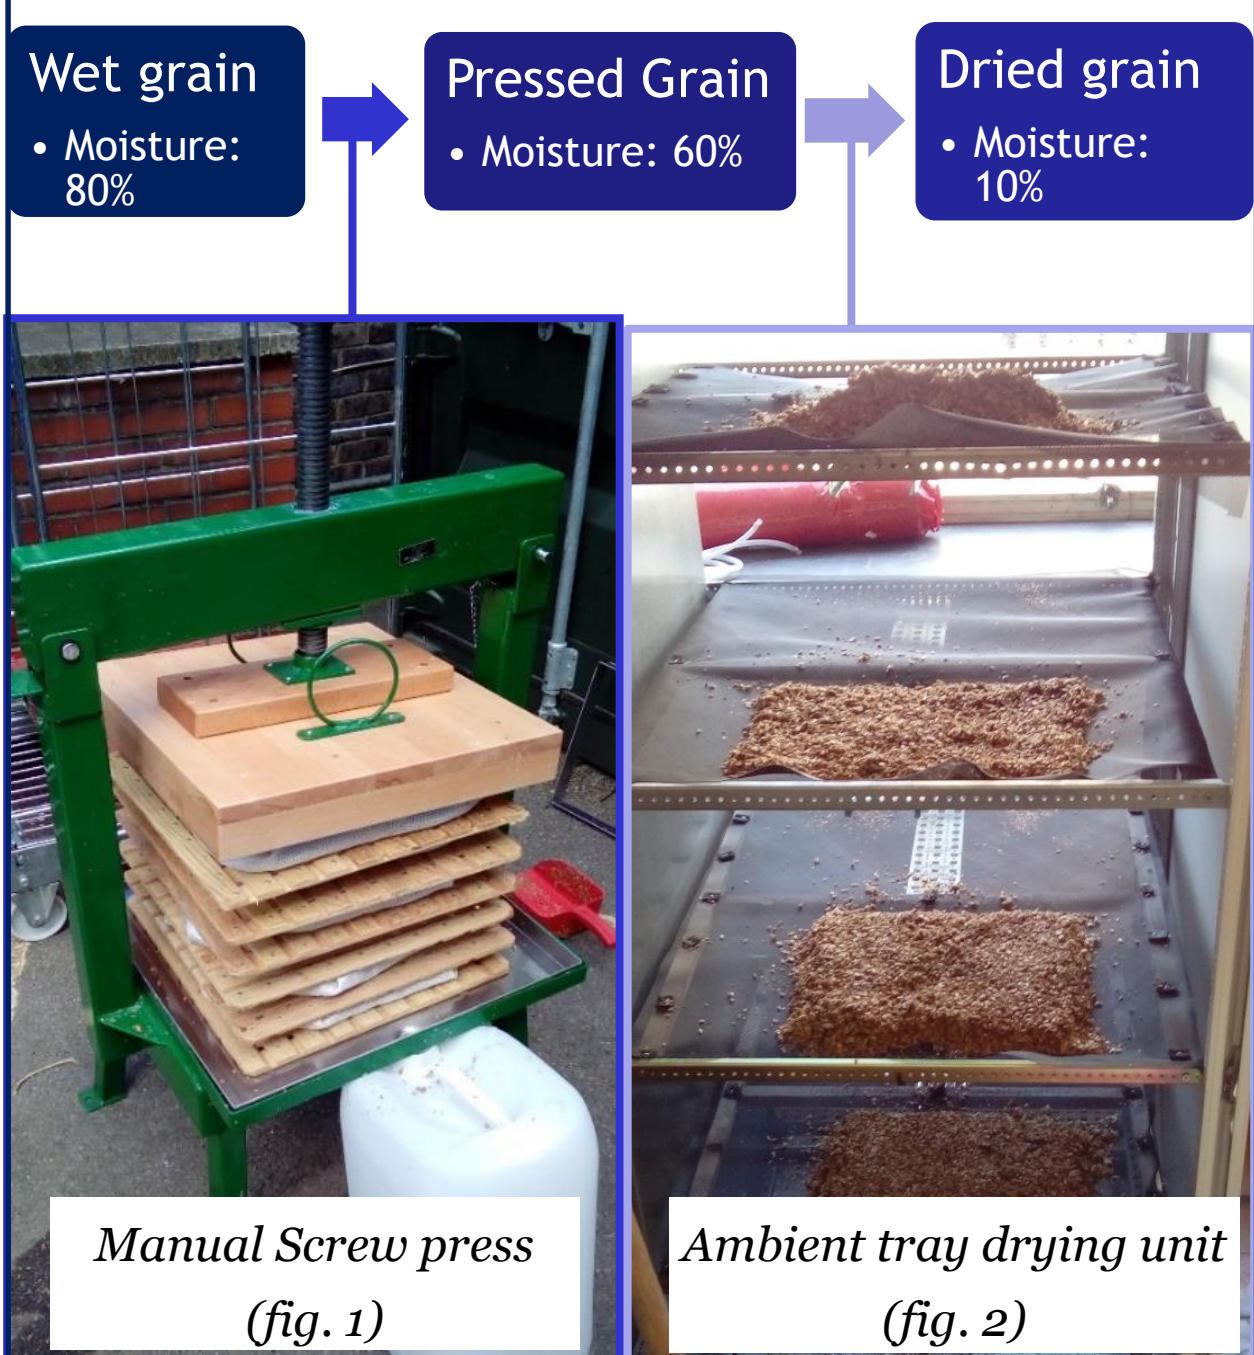 Wet grain
• Moisture:
80%
Pressed Grain
• Moisture: 60%
Dried grain
• Moisture:
10%
Manual Screw press
(fig. 1)
Ambient tray drying unit
(fig. 2)